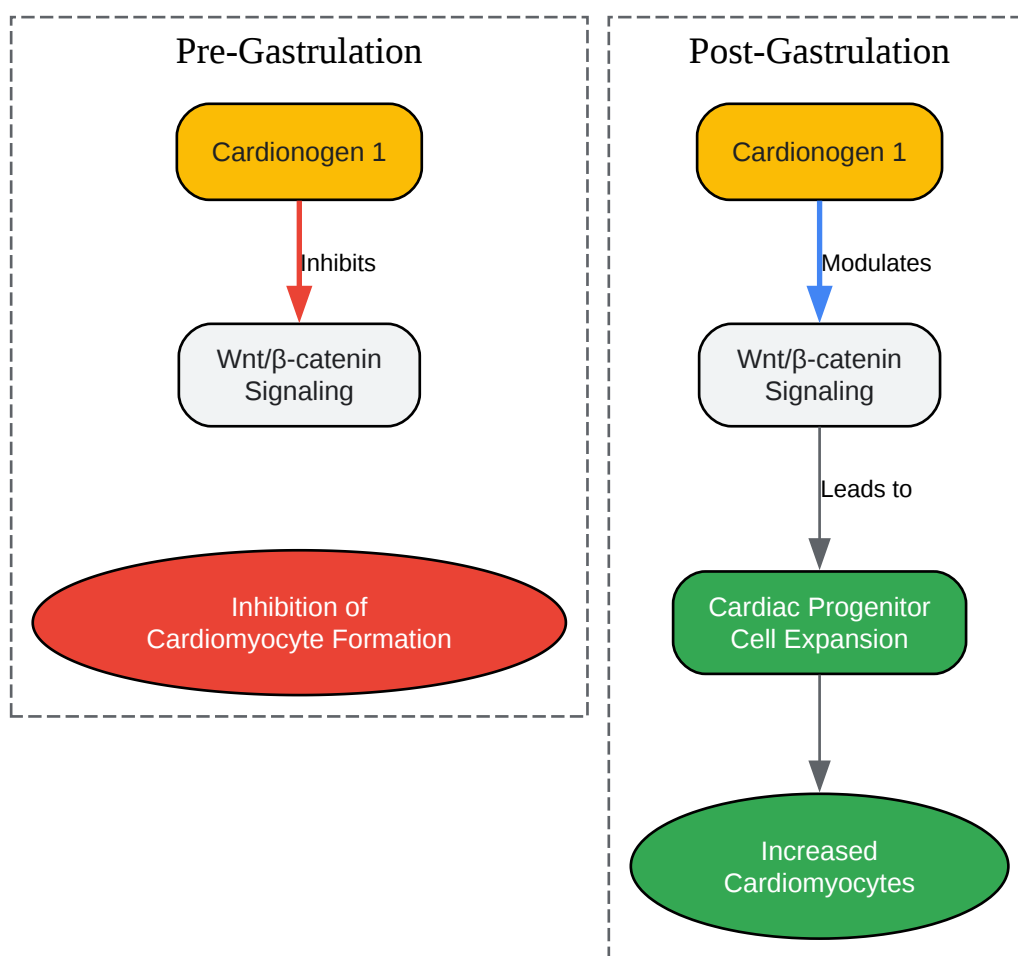 Pre-Gastrulation
Cardionogen 1
Inhibits
Wnt/β-catenin
Signaling
Inhibition of
Cardiomyocyte Formation
Post-Gastrulation
Cardionogen 1
Modulates
Wnt/β-catenin
Signaling
Leads to
Cardiac Progenitor
Cell Expansion
Increased
Cardiomyocytes